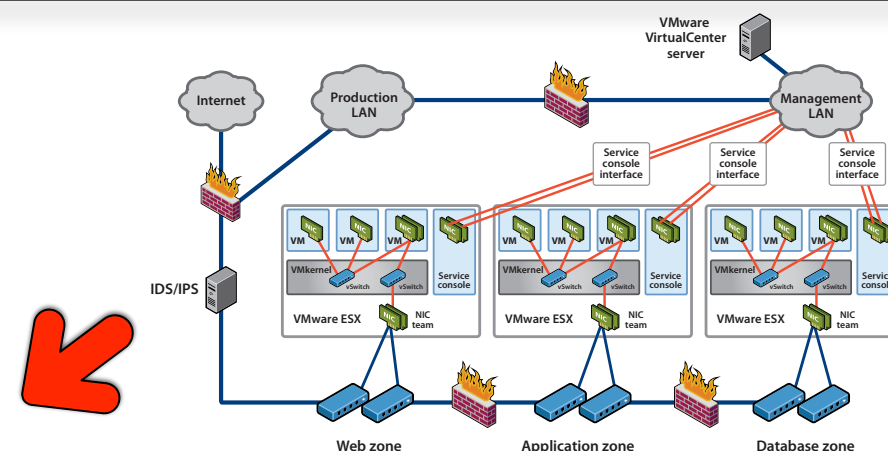 VMware
VirtualCenter
server
Internet
Production
LAN
Management
LAN
Service
console
interface
Service
console
interface
Service
console
interface
NIC
NIC
NIC
NIC
VM
VM
VM
VMkernel
vSwitch
vSwitch
Service
console
VMware ESX
NIC
NIC
team
NIC
NIC
NIC
NIC
VM
VM
VM
VMkernel
vSwitch
vSwitch
Service
console
VMware ESX
NIC
NIC
team
NIC
NIC
NIC
NIC
VM
VM
VM
VMkernel
vSwitch
vSwitch
Servic
consol
VMware ESX
NIC
NIC
team
IDS/IPS
Web zone
Application zone
Database zone